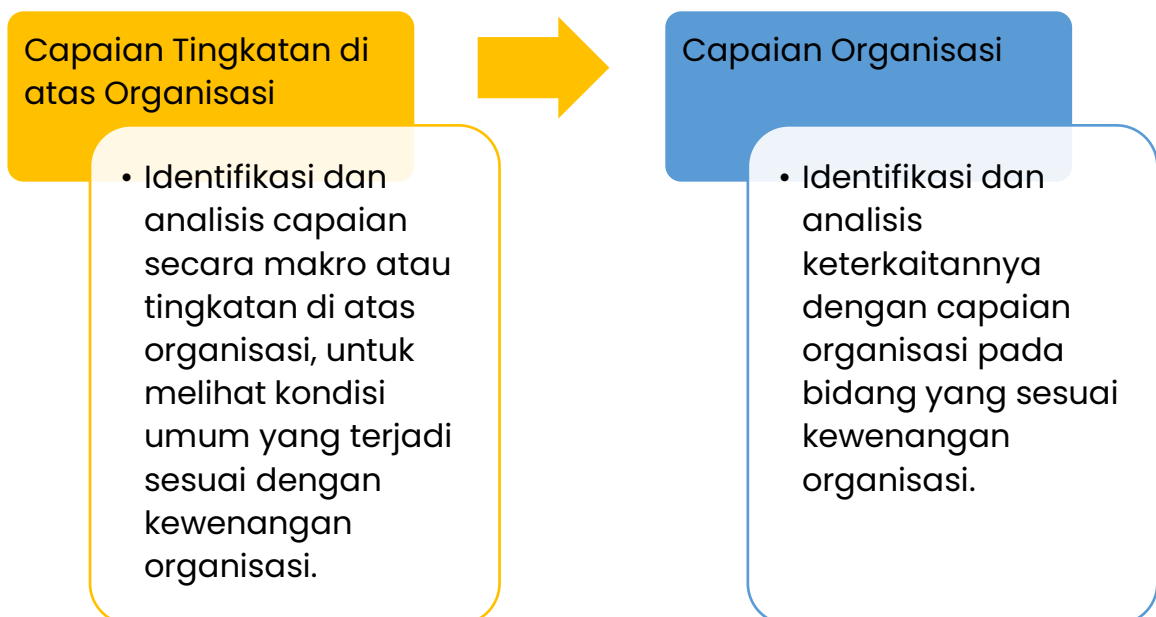 Capaian Tingkatan di
atas Organisasi
• Identifikasi dan
analisis capaian
secara makro atau
tingkatan di atas
organisasi, untuk
melihat kondisi
umum yang terjadi
sesuai dengan
kewenangan
organisasi.
Capaian Organisasi
• Identifikasi dan
analisis
keterkaitannya
dengan capaian
organisasi pada
bidang yang sesuai
kewenangan
organisasi.